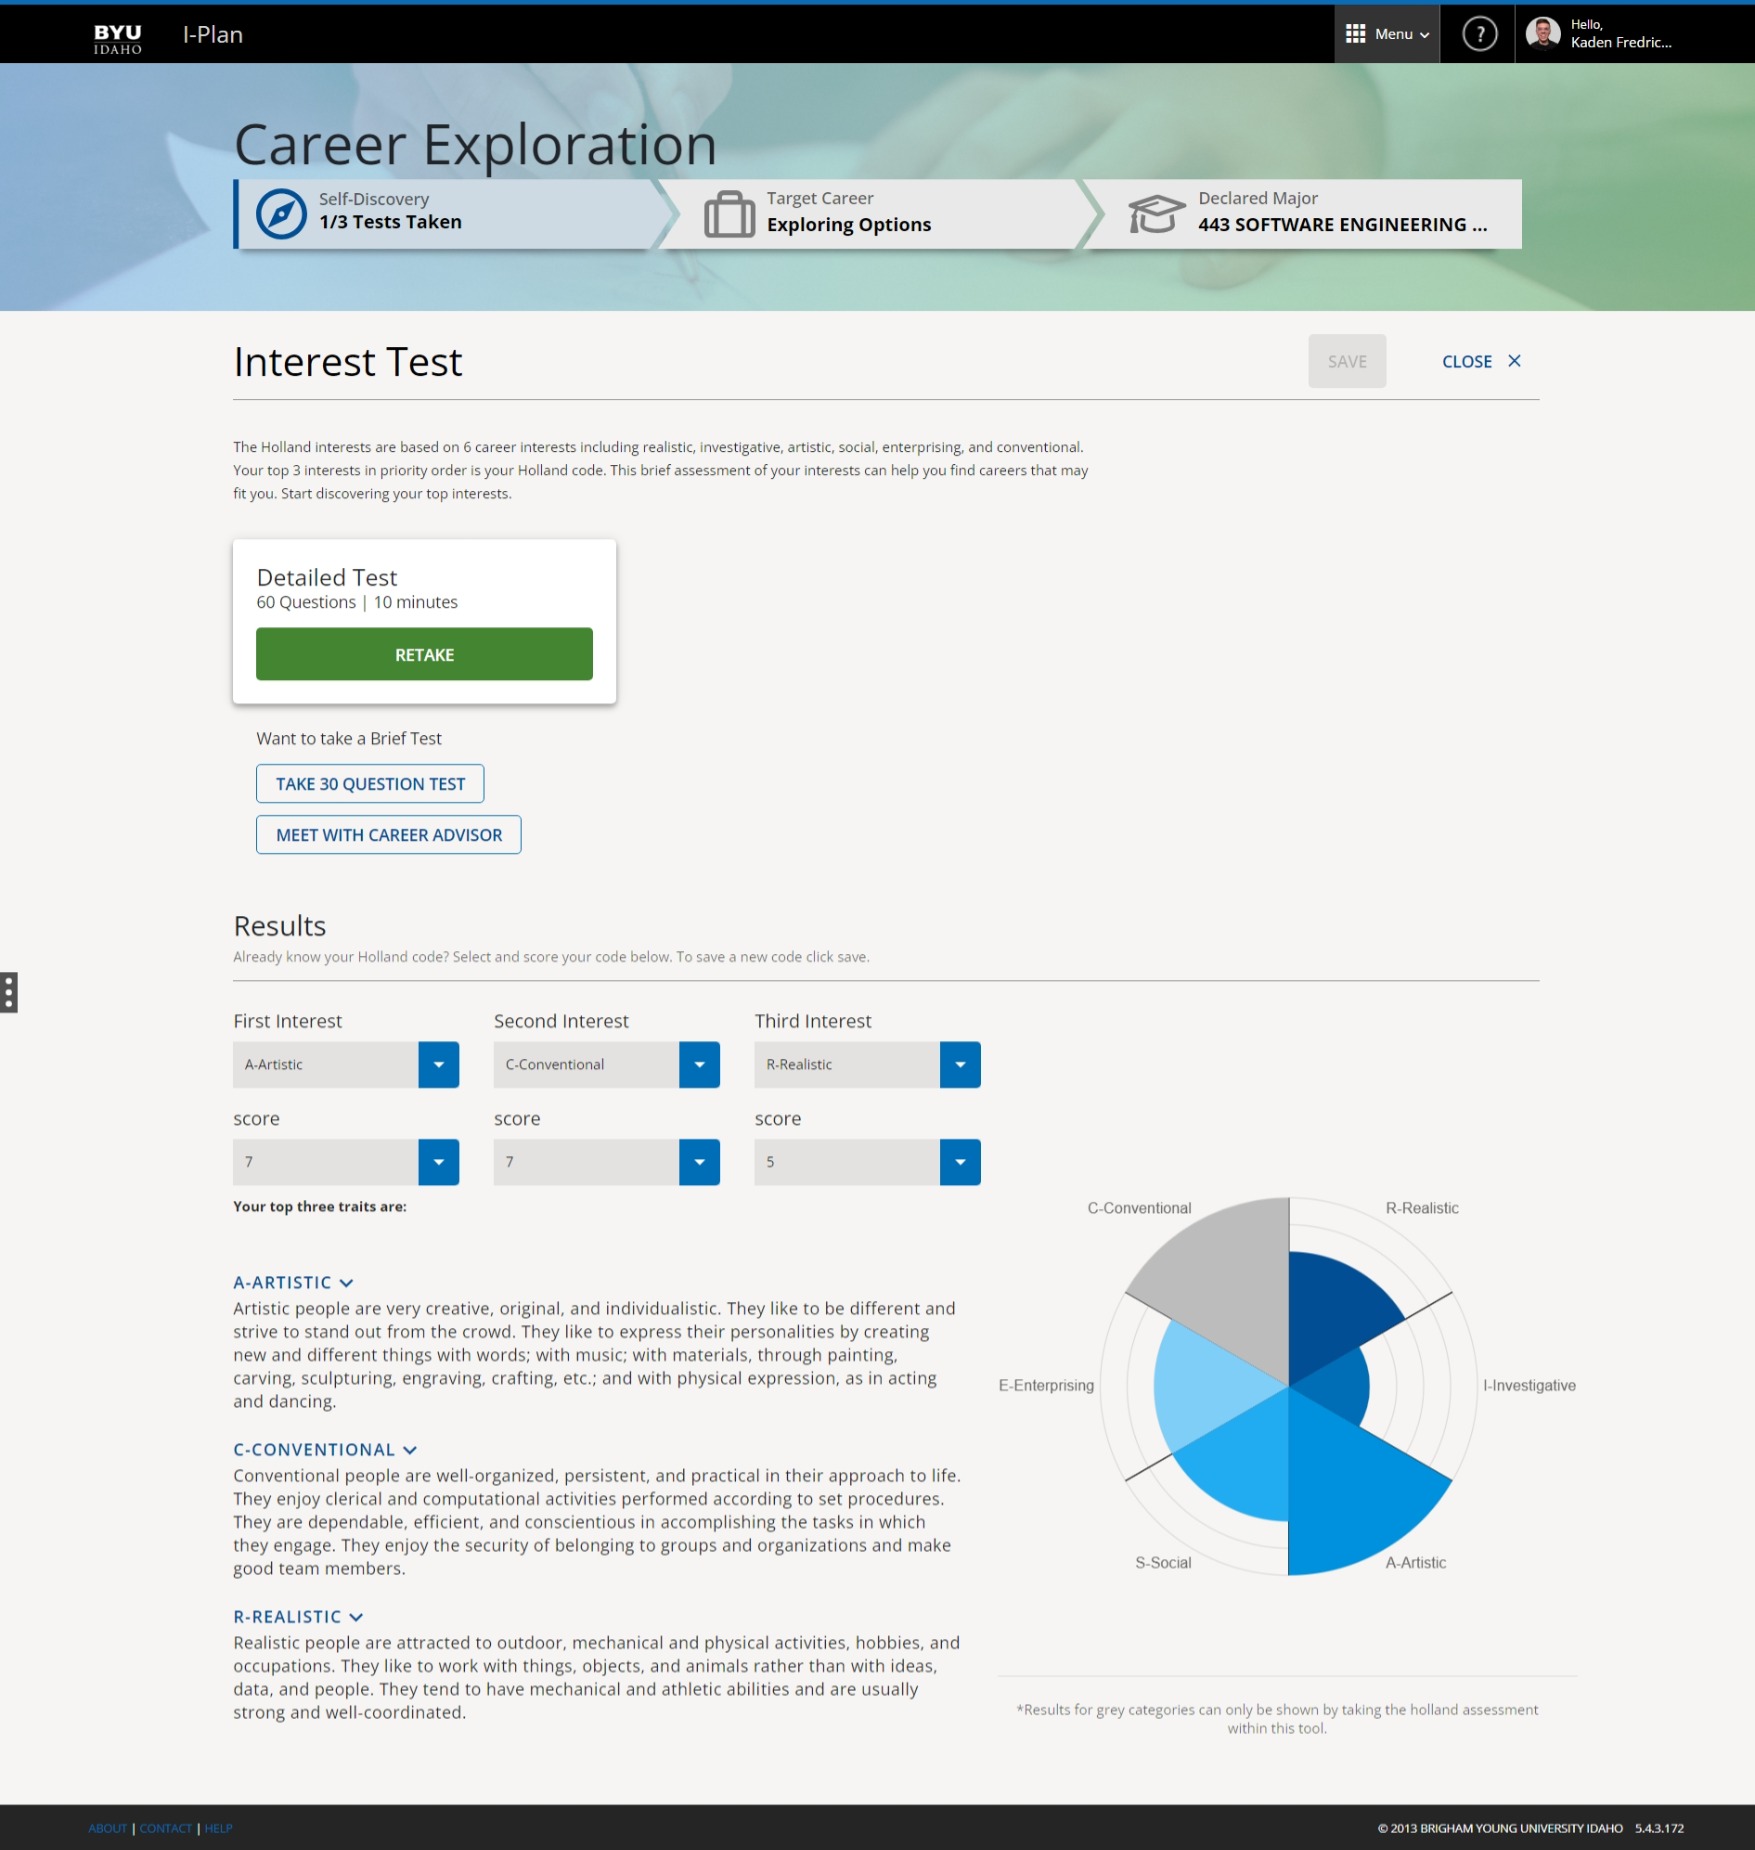 BYU
IDAHO
I-Plan
Menu
?
Hello,
Kaden Fredric...
Career Exploration
Self-Discovery
1/3 Tests Taken
Target Career
Exploring Options
Declared Major
443 SOFTWARE ENGINEERING ...
Interest Test
SAVE
CLOSE ×
The Holland interests are based on 6 career interests including realistic, investigative, artistic, social, enterprising, and conventional.
Your top 3 interests in priority order is your Holland code. This brief assessment of your interests can help you find careers that may
fit you. Start discovering your top interests.
Detailed Test
60 Questions | 10 minutes
RETAKE
Want to take a Brief Test
TAKE 30 QUESTION TEST
MEET WITH CAREER ADVISOR
Results
Already know your Holland code? Select and score your code below. To save a new code click save.
First Interest
Second Interest
Third Interest
A-Artistic
C-Conventional
R-Realistic
score
score
score
7
7
5
Your top three traits are:
A-ARTISTIC
Artistic people are very creative, original, and individualistic. They like to be different and
strive to stand out from the crowd. They like to express their personalities by creating
new and different things with words; with music; with materials, through painting,
carving, sculpturing, engraving, crafting, etc.; and with physical expression, as in acting
and dancing.
C-CONVENTIONAL
Conventional people are well-organized, persistent, and practical in their approach to life.
They enjoy clerical and computational activities performed according to set procedures.
They are dependable, efficient, and conscientious in accomplishing the tasks in which
they engage. They enjoy the security of belonging to groups and organizations and make
good team members.
R-REALISTIC
Realistic people are attracted to outdoor, mechanical and physical activities, hobbies, and
occupations. They like to work with things, objects, and animals rather than with ideas,
data, and people. They tend to have mechanical and athletic abilities and are usually
strong and well-coordinated.
C-Conventional
R-Realistic
E-Enterprising
I-Investigative
S-Social
A-Artistic
*Results for grey categories can only be shown by taking the holland assessment
within this tool.
ABOUT | CONTACT | HELP
© 2013 BRIGHAM YOUNG UNIVERSITY IDAHO 5.4.3.172